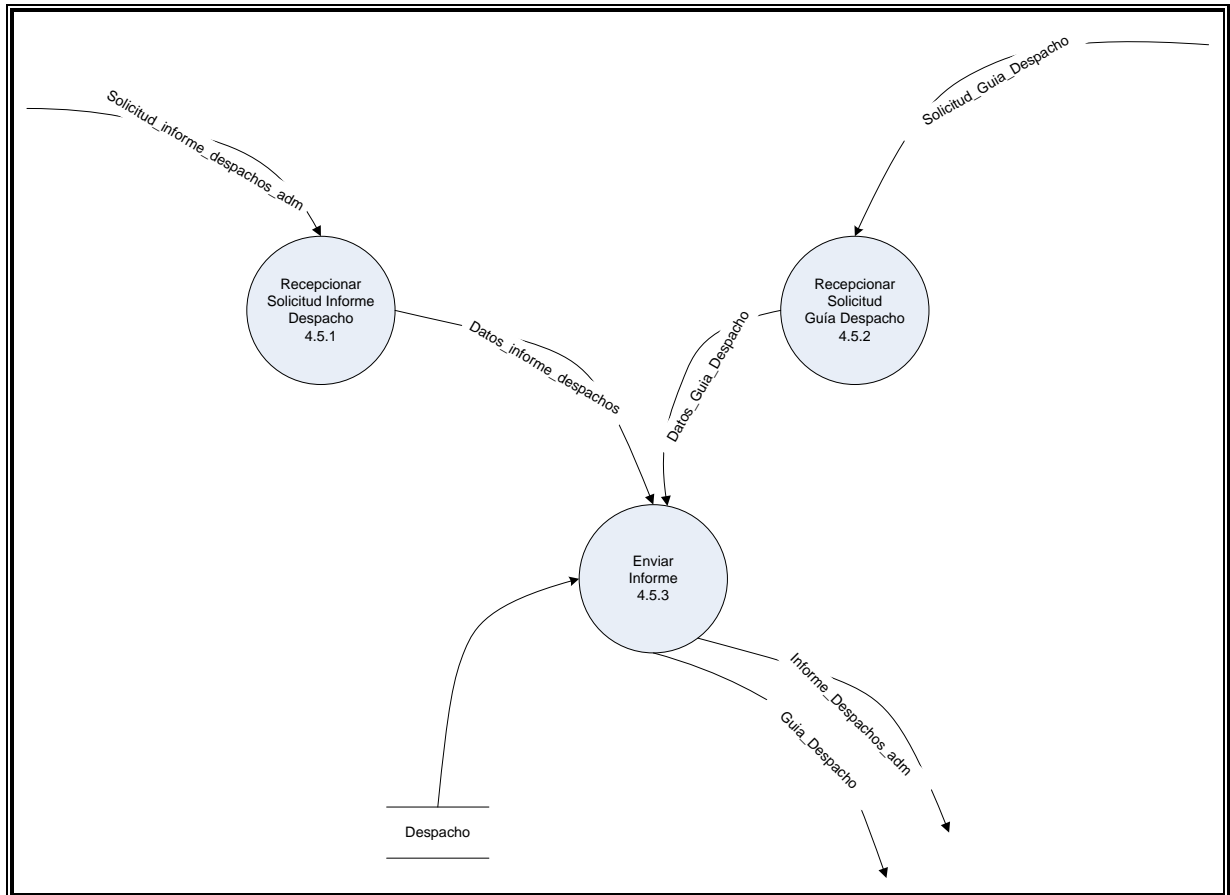 Solicitud_Guia_Despacho
Solicitud_informe_despachos_adm
Recepcionar
Solicitud Informe
Despacho
4.5.1
Recepcionar
Solicitud
Guía Despacho
4.5.2
Datos_informe_despachos
Datos_Guia_Despacho
Enviar
Informe
4.5.3
Informe_Despachos_adm
Guia_Despacho
Despacho